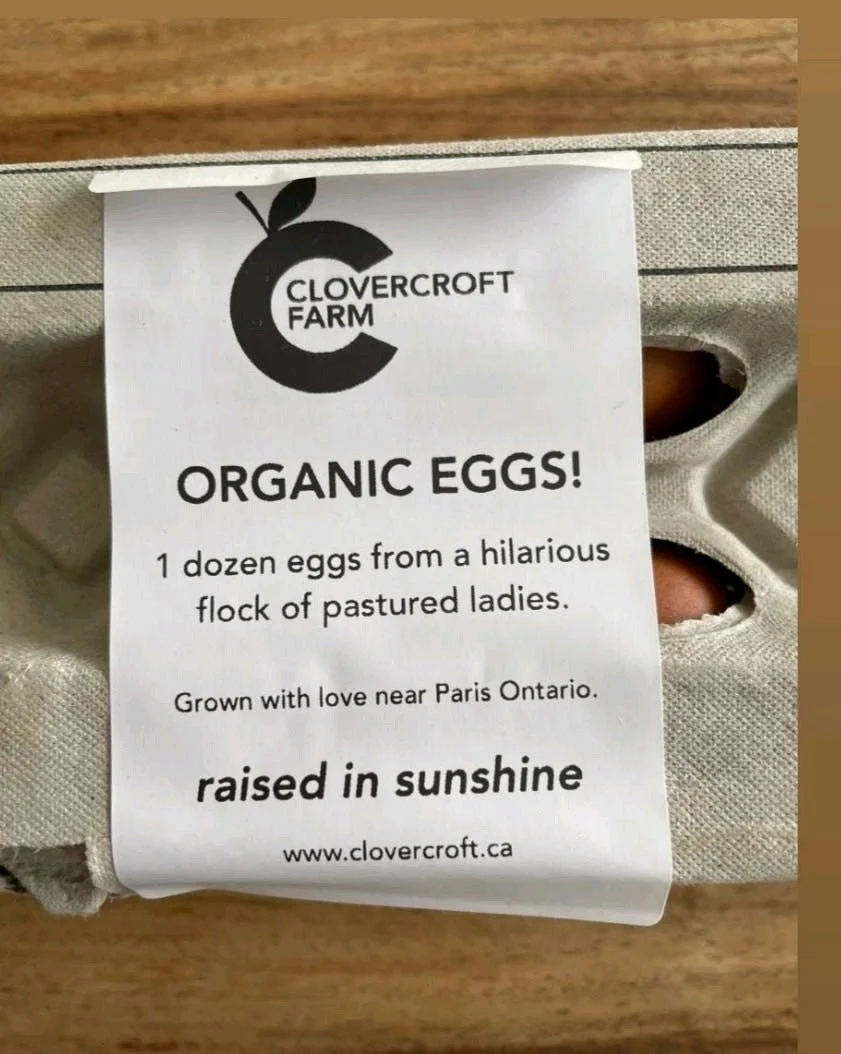 CLOVERCROFT
FARM
ORGANIC EGGS!
1 dozen eggs from a hilarious
flock of pastured ladies.
Grown with love near Paris Ontario.
raised in sunshine
www.clovercroft.ca